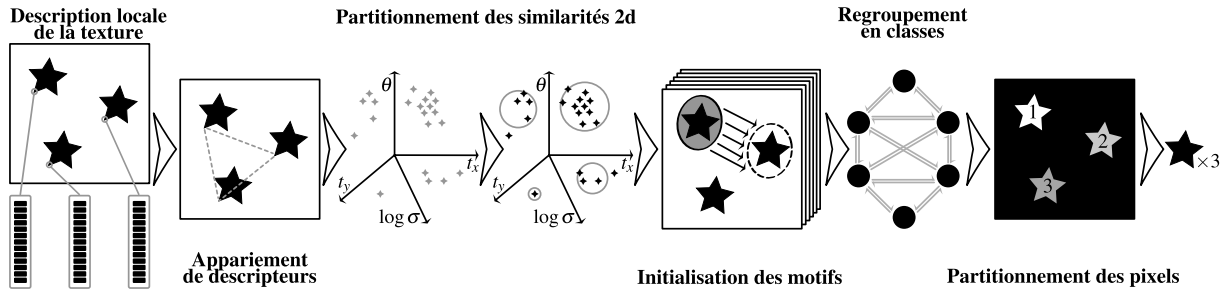 Description locale
de la texture
Appariement
de descripteurs
Partitionnement des similarités 2d
θ
t_x
t_y
log σ
θ
t_x
t_y
log σ
Initialisation des motifs
Regroupement
en classes
1
2
3
×3
Partitionnement des pixels